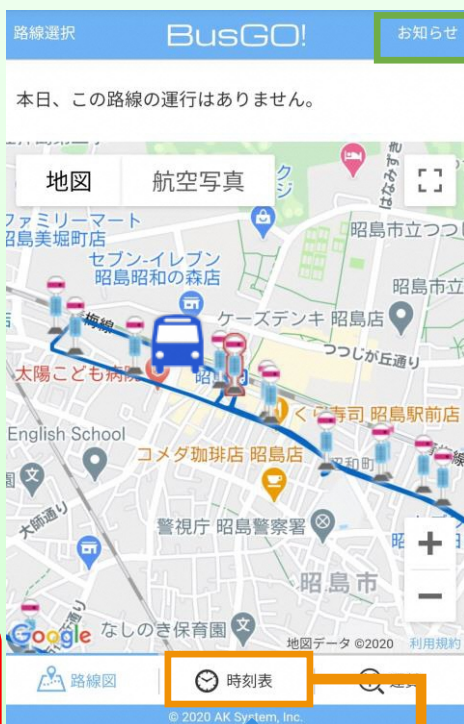 路線選択
BusGO!
お知らせ
本日、この路線の運行はありません。
地図
航空写真
ファミリーマート
昭島美堀町店
セブン-イレブン
昭島昭和の森店
はなみずき
昭島市立つつじ
昭島市立
ケーズデンキ 昭島店
つつじが丘通り
太陽こども病院
くら寿司 昭島駅前店
English School
コメダ珈琲店 昭島店
昭和町
大師通り
警視庁 昭島警察署
昭島市
なしのき保育園
Google
地図データ ©2020
利用規約
路線図
時刻表
© 2020 AK System, Inc.